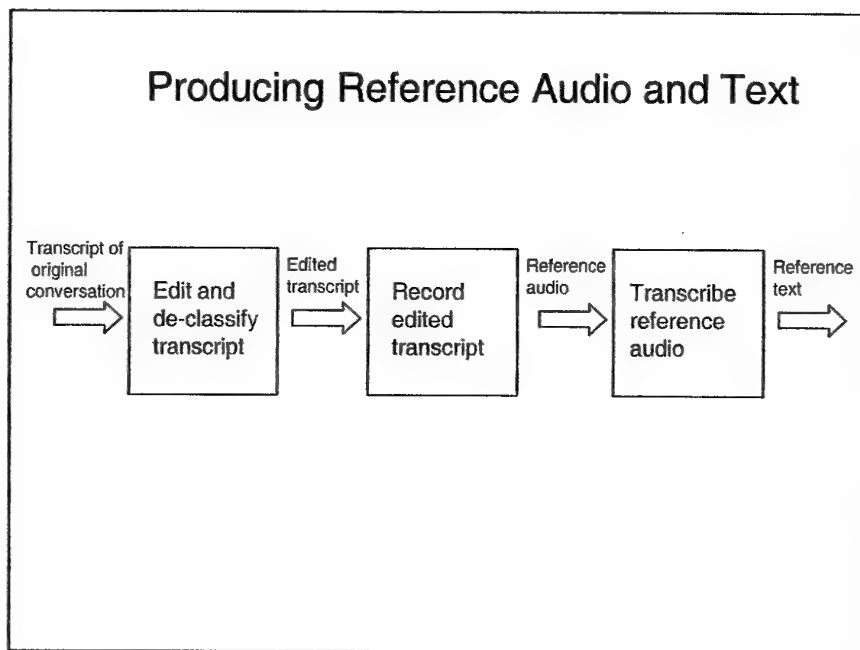 Producing Reference Audio and Text
Transcript of
original
conversation
Edit and
de-classify
transcript
Edited
transcript
Record
edited
transcript
Reference
audio
Transcribe
reference
audio
Reference
text